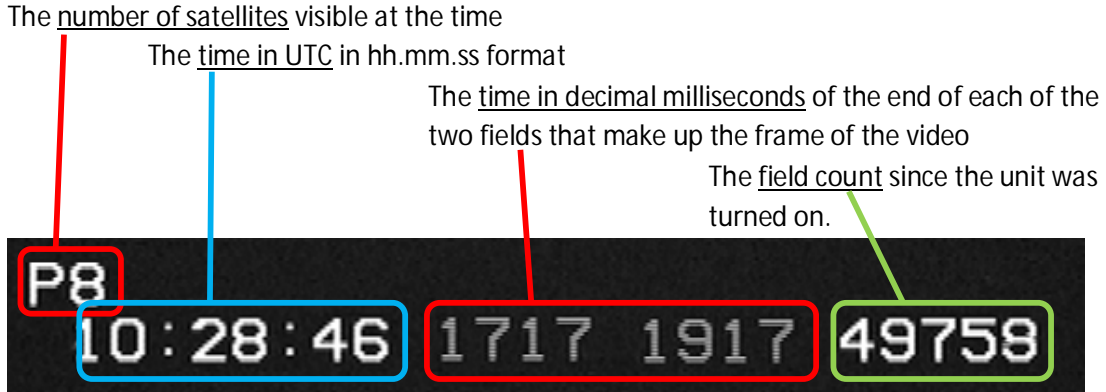 The number of satellites visible at the time
The time in UTC in hh.mm.ss format
The time in decimal milliseconds of the end of each of the
two fields that make up the frame of the video
The field count since the unit was
turned on.
P8
10:28:46 1717 1917 49758